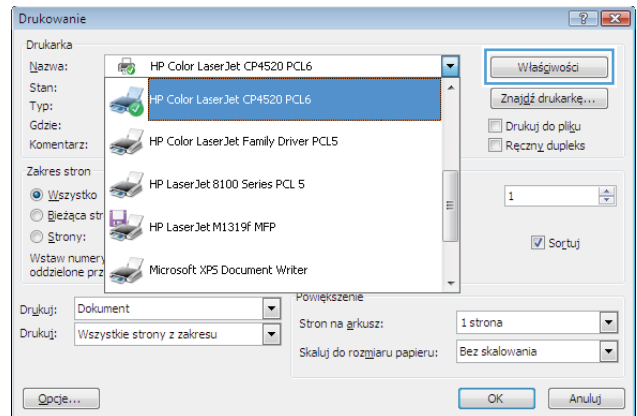 Drukowanie
Drukarka
Nazwa: HP Color LaserJet CP4520 PCL6 Właściwości
Stan: HP Color LaserJet CP4520 PCL6 Znajdź drukarkę...
Typ:
Gdzie: Drukuj do pliku
Komentarz: HP Color LaserJet Family Driver PCL5 Ręczny dupleks
Zakres stron
Wszystko HP LaserJet 8100 Series PCL 5 1
Bieżąca str
Strony: HP LaserJet M1319f MFP Sortuj
Wstaw numery
oddzielone prz Microsoft XPS Document Writer
Powiększenie
Drukuj: Dokument Stron na arkusz: 1 strona
Drukuj: Wszystkie strony z zakresu Skaluj do rozmiaru papieru: Bez skalowania
Opcje... OK Anuluj